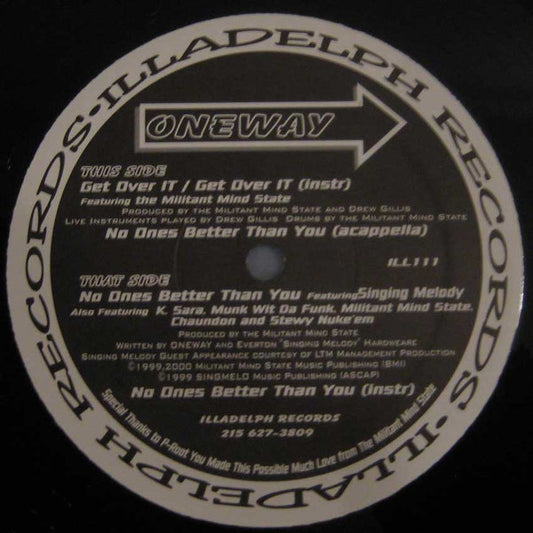 ILLADELPH RECORDS • ILLADELPH RECORDS •
ONEWAY
THIS SIDE
Get Over IT / Get Over IT (instr)
Featuring the Militant Mind State
Produced by the Militant Mind State and Drew Gillis
Live Instruments played by Drew Gillis Drums by the Militant Mind State
No Ones Better Than You (acappella)
ILL111
THAT SIDE
No Ones Better Than You Featuring Singing Melody
Also Featuring K. Sara, Munk Wit Da Funk, Militant Mind State,
Chaundon and Stewy Nuke'em
Produced by the Militant Mind State
Written by ONEWAY and Everton "Singing Melody" Hardweare
Singing Melody Guest Appearance courtesy of LTM Management Production
©1999,2000 Militant Mind State Music Publishing (BMI)
©1999 SINGMELO Music Publishing (ASCAP)
No Ones Better Than You (instr)
ILLADELPH RECORDS
215 627-3809
Special Thanks to P-Root You Made This Possible Much Love from The Militant Mind State